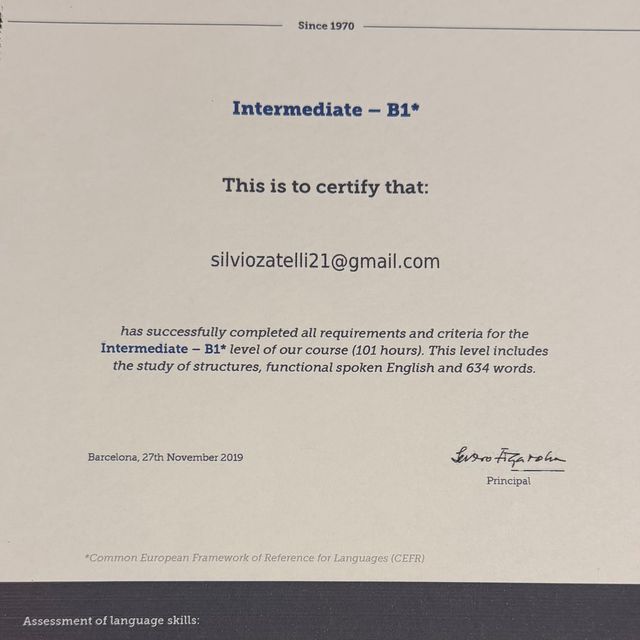 Since 1970
Intermediate – B1*
This is to certify that:
silviozatelli21@gmail.com
has successfully completed all requirements and criteria for the
Intermediate – B1* level of our course (101 hours). This level includes
the study of structures, functional spoken English and 634 words.
Barcelona, 27th November 2019
Principal
*Common European Framework of Reference for Languages (CEFR)
Assessment of language skills: